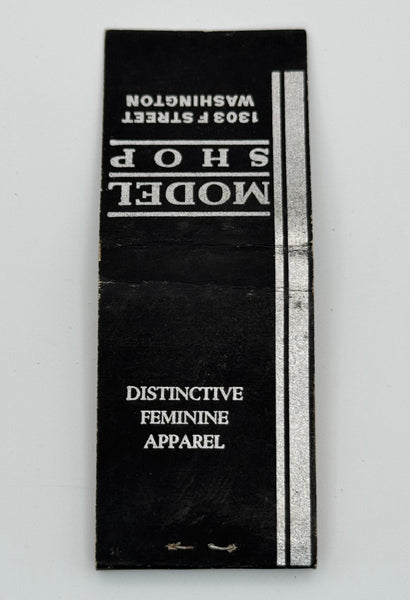 MODEL
SHOP
1303 F STREET
WASHINGTON
DISTINCTIVE
FEMININE
APPAREL